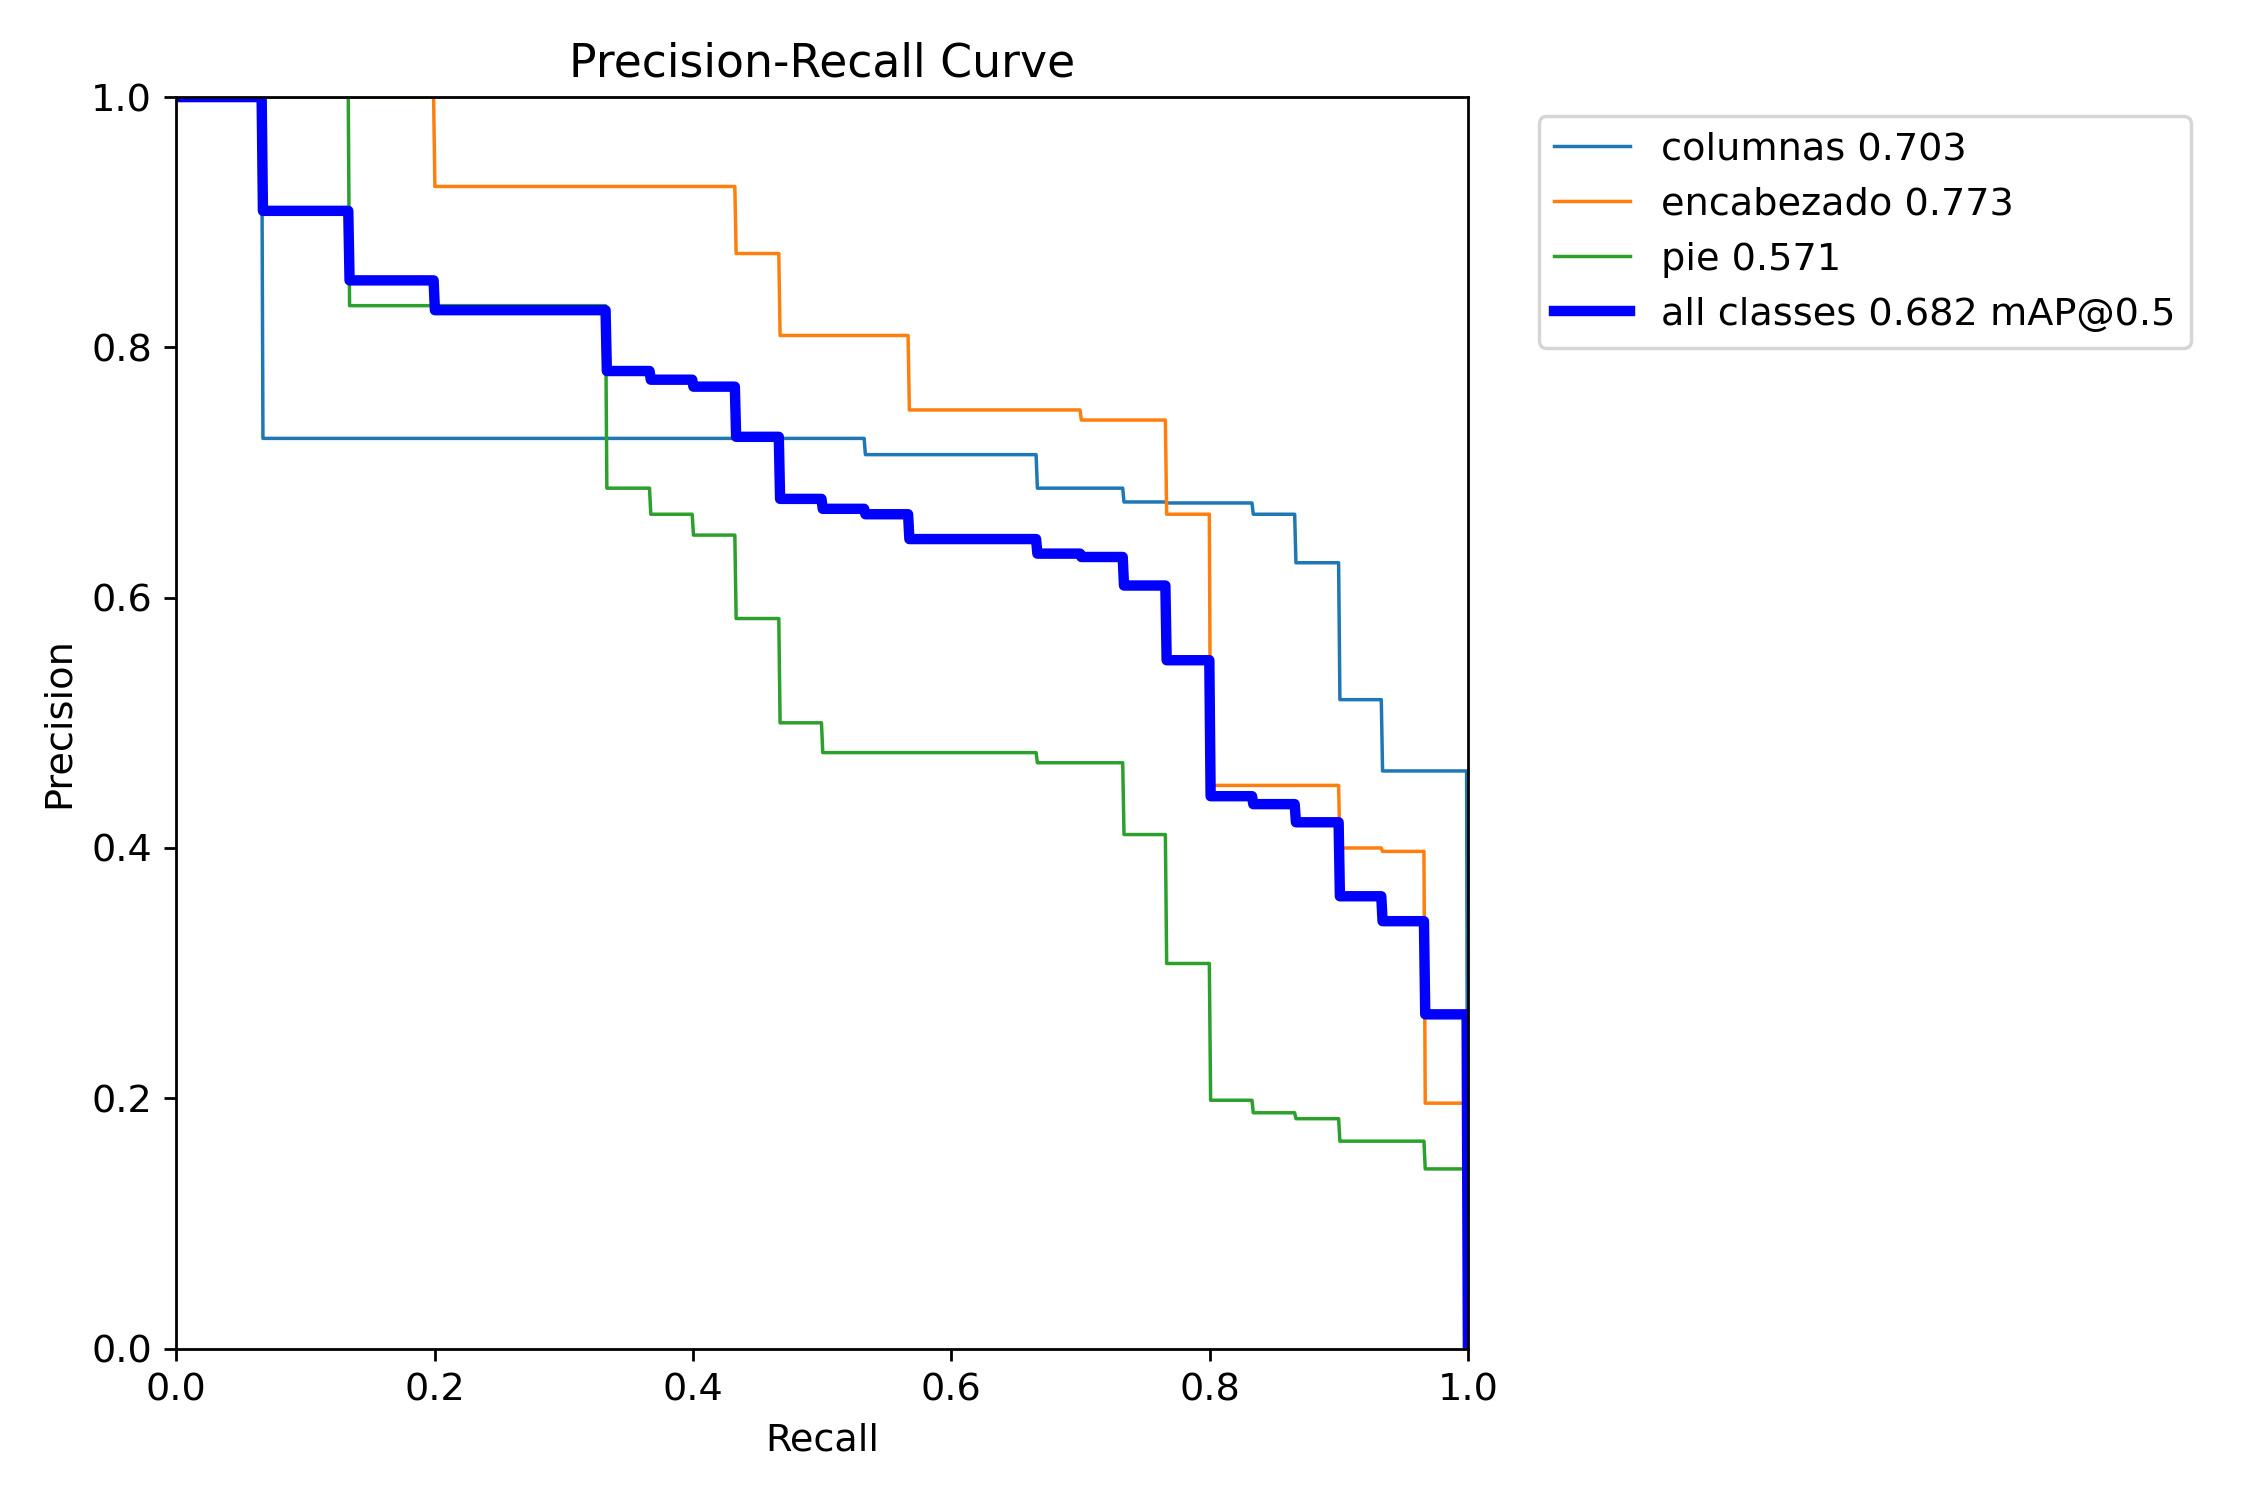 Precision-Recall Curve
columnas 0.703
encabezado 0.773
pie 0.571
all classes 0.682 mAP@0.5
Precision
1.0
0.8
0.6
0.4
0.2
0.0
0.0 0.2 0.4 0.6 0.8 1.0
Recall